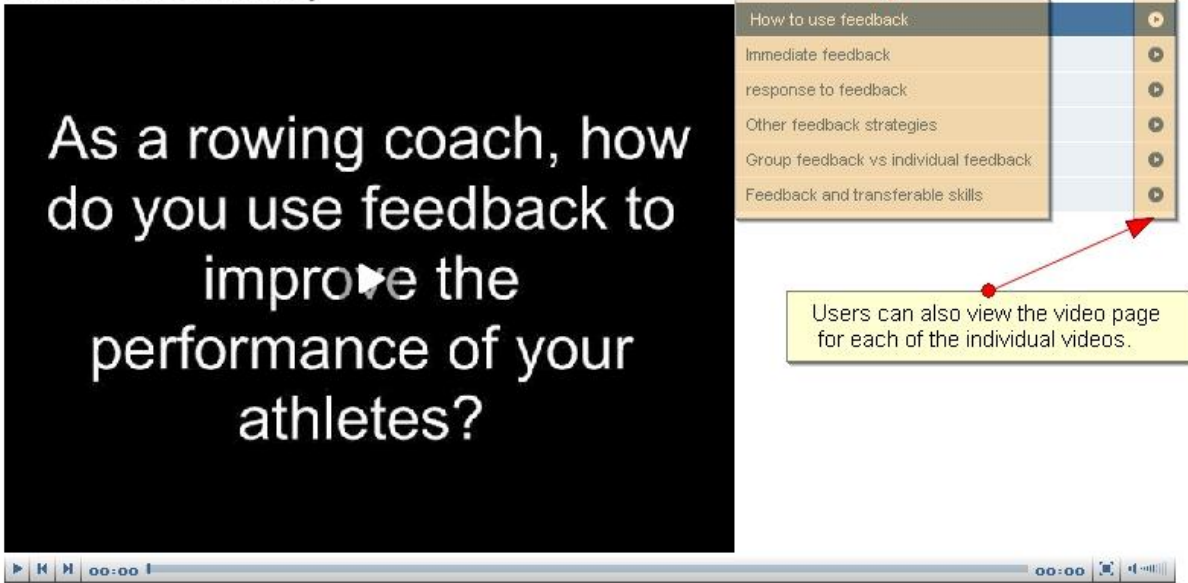 As a rowing coach, how
do you use feedback to
improve the
performance of your
athletes?
How to use feedback
Immediate feedback
response to feedback
Other feedback strategies
Group feedback vs individual feedback
Feedback and transferable skills
Users can also view the video page
for each of the individual videos.
00:00
00:00